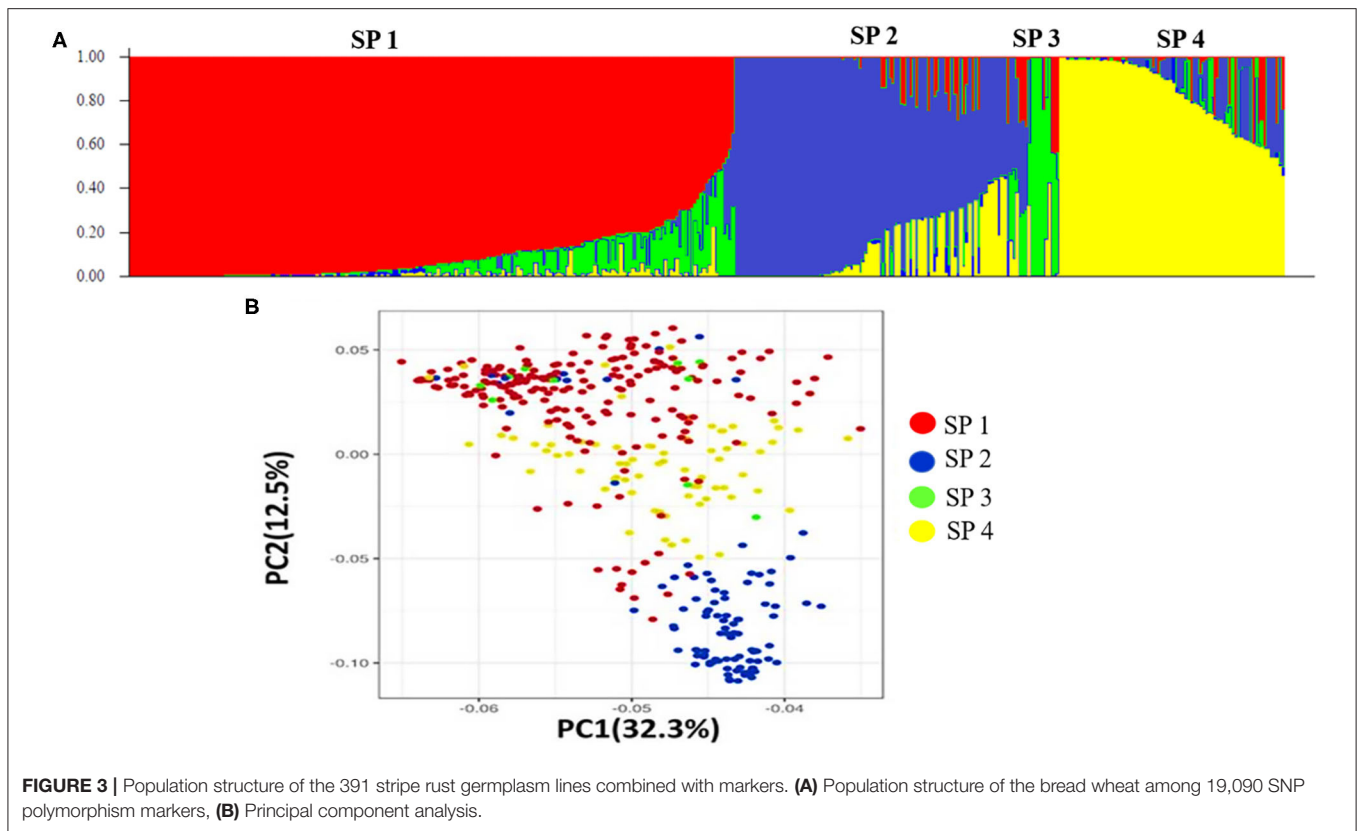 A
SP 1
SP 2
SP 3
SP 4
1.00
0.80
0.60
0.40
0.20
0.00
B
PC2(12.5%)
0.05
0.00
-0.05
-0.10
-0.06
-0.05
-0.04
PC1(32.3%)
SP 1
SP 2
SP 3
SP 4
FIGURE 3 | Population structure of the 391 stripe rust germplasm lines combined with markers. (A) Population structure of the bread wheat among 19,090 SNP
polymorphism markers, (B) Principal component analysis.